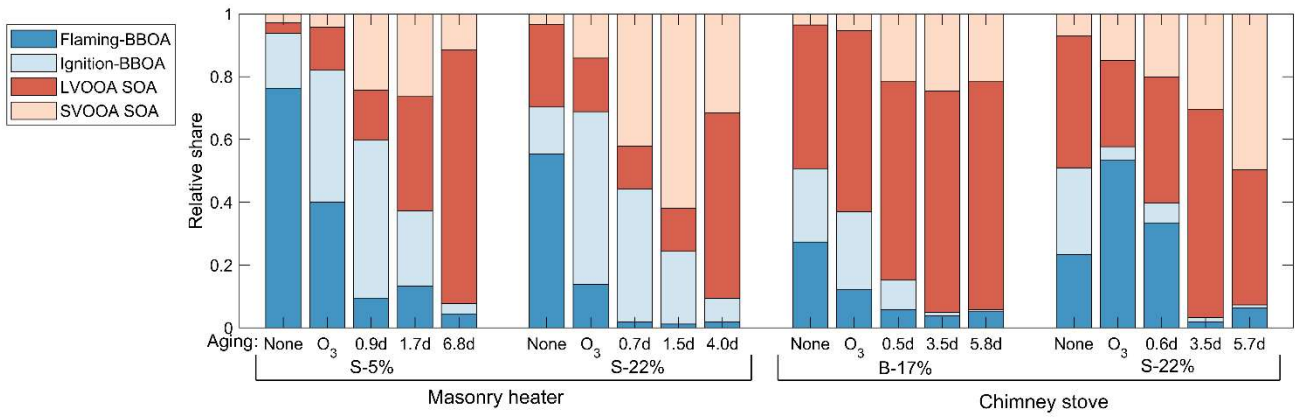 Flaming-BBOA
Ignition-BBOA
LVOOA SOA
SVOOA SOA
Relative share
1
0.8
0.6
0.4
0.2
0
Aging: None O3 0.9d 1.7d 6.8d None O3 0.7d 1.5d 4.0d None O3 0.5d 3.5d 5.8d None O3 0.6d 3.5d 5.7d
S-5% S-22% B-17% S-22%
Masonry heater Chimney stove